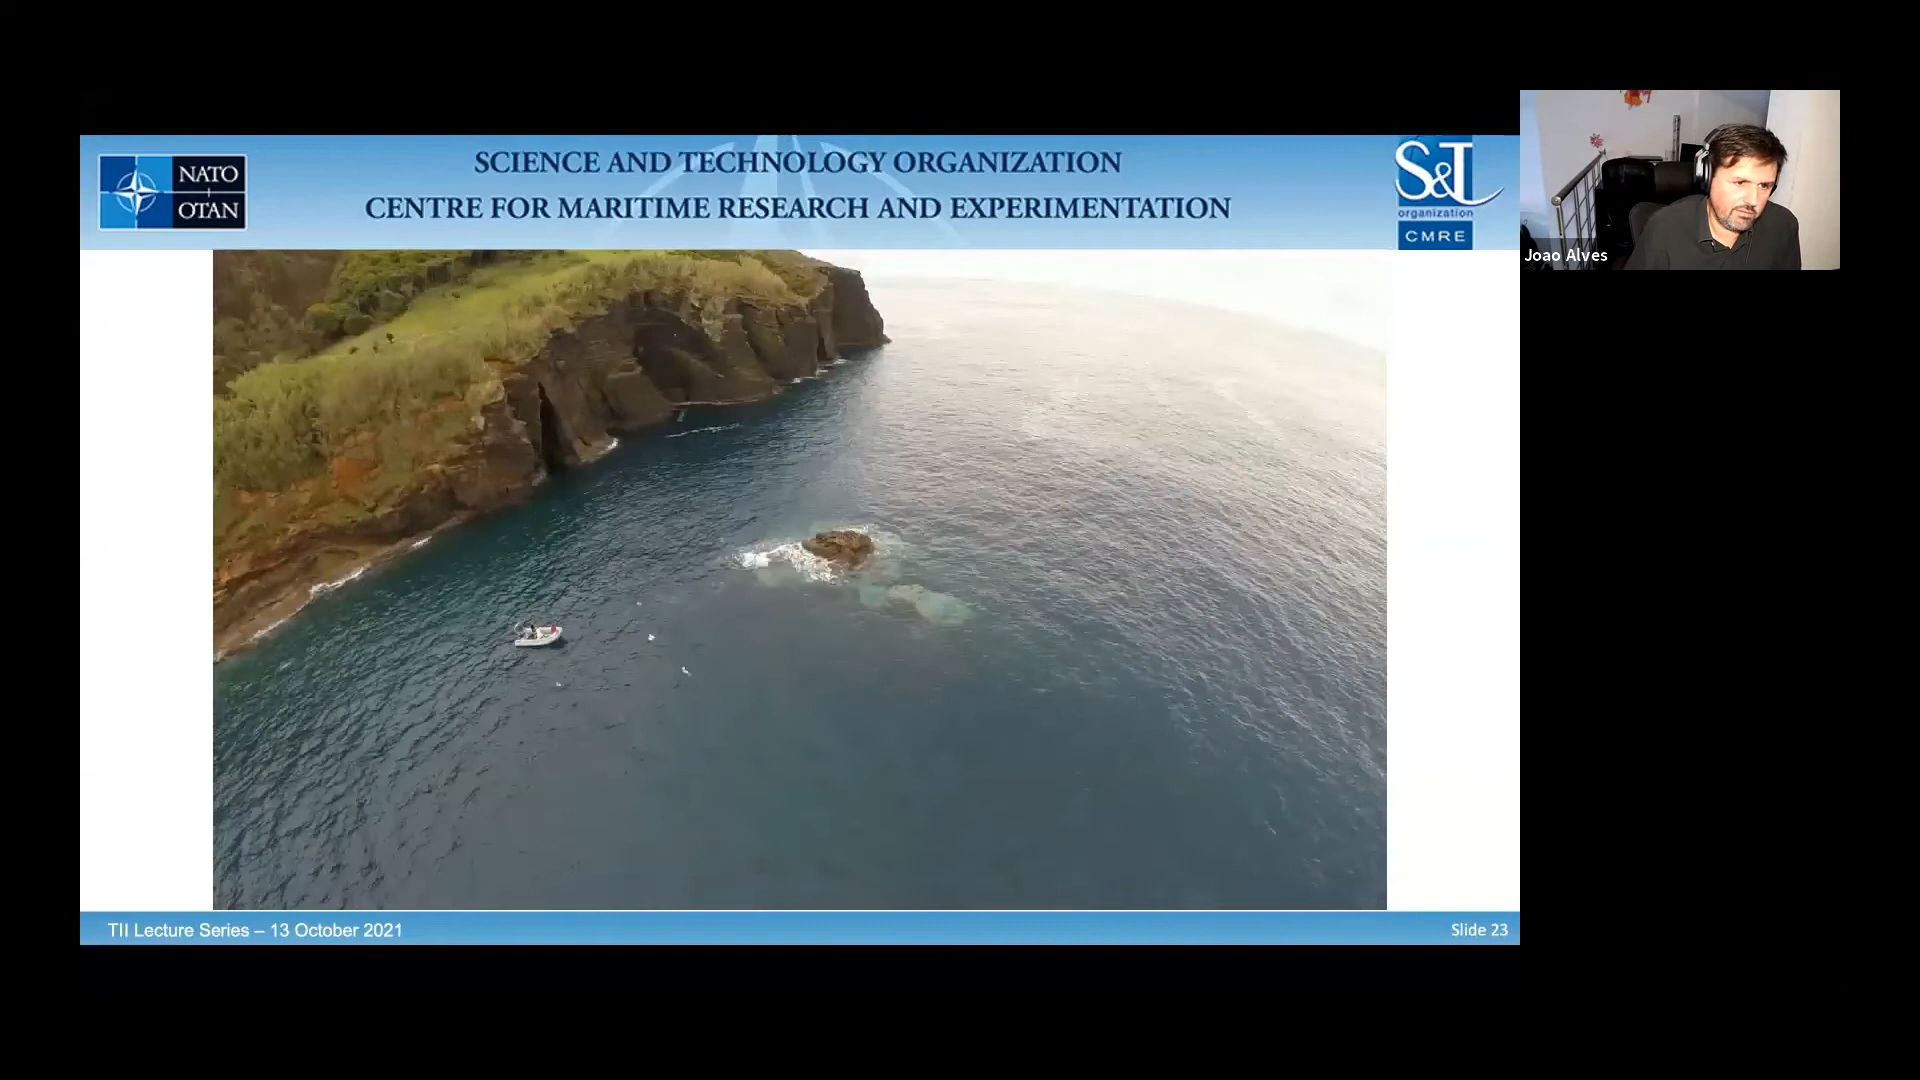 NATO
OTAN
SCIENCE AND TECHNOLOGY ORGANIZATION
CENTRE FOR MARITIME RESEARCH AND EXPERIMENTATION
S&T
organization
CMRE
Joao Alves
TII Lecture Series – 13 October 2021
Slide 23